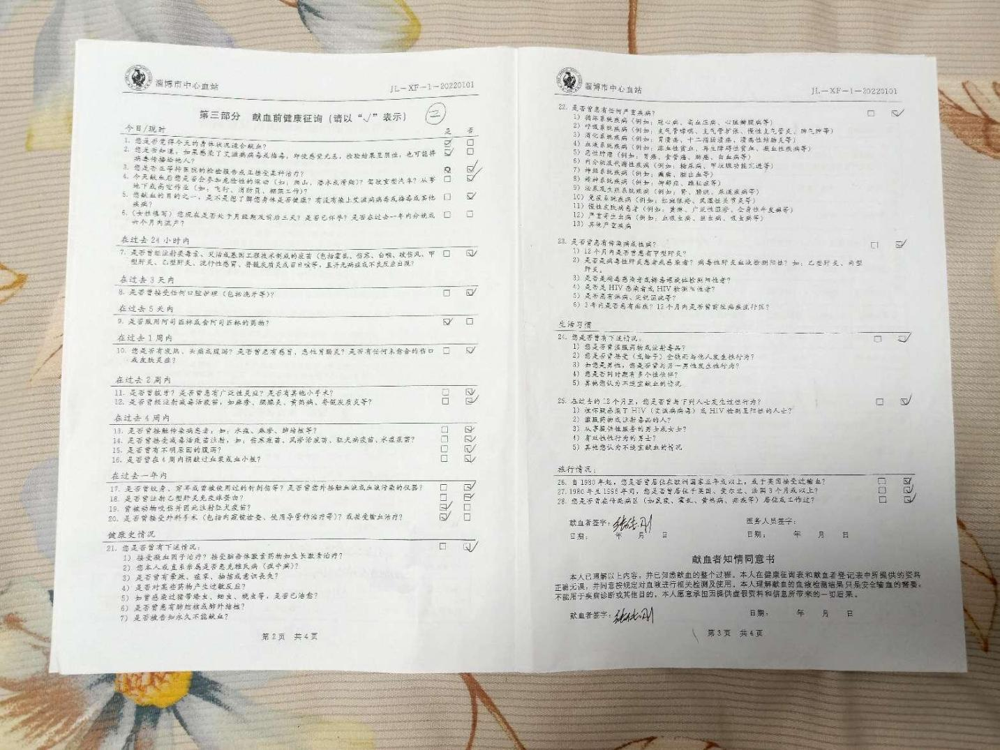 淄博市中心血站
JL-XF-1-20220101
第三部分 献血前健康征询(请以“√”表示) 二
今日/现时
是 否
1. 您是否觉得今天的身体状况适合献血?
2. 您是否知道,如果感染了艾滋病病毒或梅毒,即使感觉无恙,检验结果呈阴性,也可能将
病毒传播给他人?
3. 您是否正等待医院的检验报告或正接受某种治疗?
4. 今天献血后您是否会参加危险性的运动(如:爬山、潜水或滑翔)?驾驶重型汽车?从事
地下或高空作业(如:飞行、消防员、棚架工作)?
5. 您献血的目的之一,是不是想了解您身体是否健康?有没有染上艾滋病病毒或梅毒或其他
疾病?
6.(女性填写)您现在是否处于月经期及前后三天?是否已怀孕?是否在过去一年内分娩或
六个月内流产?
在过去24小时内
7. 是否曾经注射类毒素、灭活或基因工程技术制成的疫苗(包括霍乱、伤寒、白喉、破伤风、甲
型肝炎、乙型肝炎、流行性感冒、脊髓灰质炎或百日咳等,且并无病症或不良反应出现?
在过去3天内
8. 是否曾接受任何口腔护理(包括洗牙等)?
在过去5天内
9. 是否服用阿司匹林或含阿司匹林的药物?
在过去1周内
10. 您是否有发热、头痛或腹泻?是否曾患有感冒、急性胃肠炎?是否有任何未愈合的伤口
或皮肤炎症?
在过去2周内
11. 是否曾拔牙?是否曾患有广泛性炎症?是否有其他小手术?
12. 是否曾经注射减毒活疫苗,如麻疹、腮腺炎、黄热病、脊髓灰质炎等?
在过去4周内
13. 是否曾接触传染病患者,如:水痘、麻疹、肺结核等?
14. 是否曾接受减毒活疫苗注射,如:伤寒疫苗、风疹活疫苗、狂犬病疫苗、水痘疫苗?
15. 是否曾有不明原因的腹泻?
16. 是否曾在4周内捐献过血浆或血小板?
在过去一年内
17. 是否曾纹身、穿耳或曾被使用过的针刺伤等?是否曾意外接触血液或血液污染的仪器?
18. 是否曾注射乙型肝炎免疫球蛋白?
19. 曾被动物咬伤并因此注射狂犬疫苗?
20. 是否曾接受外科手术(包括内窥镜检查、使用导管作治疗等)?或接受输血治疗?
健康史情况
21. 您是否曾有下述情况:
1)接受凝血因子治疗?接受脑垂体激素药物如生长激素治疗?
2)您本人或直系亲属是否患克雅氏病(疯牛病)?
3)是否曾有晕厥、痉挛、抽搐或意识丧失?
4)是否对某些药物产生过敏反应?
5)如曾感染过猪带绦虫、蛔虫、蛲虫等,是否已治愈?
6)是否曾患有肺结核或肺外结核?
7)是否被告知永久不能献血?
第2页 共4页
淄博市中心血站
JL-XF-1-20220101
22. 是否曾患有任何严重疾病?
1)循环系统疾病(例如:冠心病、高血压病、心脏瓣膜病等)
2)呼吸系统疾病(例如:支气管哮喘、支气管扩张、慢性支气管炎、肺气肿等)
3)消化系统疾病(例如:胃溃疡、十二指肠溃疡、溃疡性结肠炎等)
4)血液系统疾病(例如:溶血性贫血、再生障碍性贫血、凝血性疾病等)
5)恶性肿瘤(例如:胃癌、食管癌、肺癌、白血病等)
6)内分泌及代谢性疾病(例如:糖尿病、甲状腺功能亢进等)
7)神经系统疾病(例如:癫痫、脑出血等)
8)精神系统疾病(例如:抑郁症、躁狂症等)
9)泌尿及生殖系统疾病(例如:肾、膀胱、尿道疾病等)
10)免疫系统疾病(例如:红斑狼疮、风湿性关节炎等)
11)慢性皮肤病患者(例如:黄癣、广泛性湿疹、全身性牛皮癣等)
12)严重寄生虫病(例如:血吸虫病、丝虫病、吸虫病等)
13)其他严重疾病
23. 是否曾患有传染病或性病?
1)12个月内是否曾患有甲型肝炎?
2)是否是病毒性肝炎患者或感染者?病毒性肝炎血液检测阳性?如:乙型肝炎、丙型
肝炎。
3)是否是梅毒感染者或梅毒螺旋体检测阳性者?
4)是否是HIV感染者或HIV检测阳性者?
5)是否患有淋病、尖锐湿疣等?
6)3年内是否患有疟疾?12个月内是否曾前往疟疾流行区?
生活习惯
24. 您是否曾有下述情况:
1)您是否曾滥服药物或注射毒品?
2)您是否曾接受(或给予)金钱而与他人发生性行为?
3)如您是男性,您是否曾与另一男性发生性行为?
4)您是否同时期有多个性伙伴?
5)其他您认为不适宜献血的情况
25. 在过去的12个月里,您是否曾与下列人士发生过性行为?
1)被怀疑感染了HIV(艾滋病病毒)或HIV检测呈阳性的人士?
2)滥服药物或注射毒品的人?
3)从事提供性服务的男士或女士?
4)有双性性行为的男士?
5)其他您认为不适宜献血的情况
旅行情况:
26. 自1980年起,您是否曾居住在欧洲国家五年或以上,或于英国接受过输血?
27. 1980年至1996年间,您是否曾居住于英国、爱尔兰、法国3个月或以上?
28. 您是否曾在传染病区(如鼠疫、霍乱、黄热病、疟疾等)居住或工作过?
献血者签字: 医务人员签字:
日期: 年 月 日 日期: 年 月 日
献血者知情同意书
本人已理解以上内容,并已知悉献血的整个过程。本人在健康征询表和献血者登记表中所提供的资料
正确无误,并同意按规定对血液进行相关检测及使用。本人理解献血的血液检测结果只是安全输血的需要,
不能用于疾病诊断或其他目的。本人愿意承担因提供虚假资料和信息所带来的一切后果。
献血者签字: 日期: 年 月 日
第3页 共4页